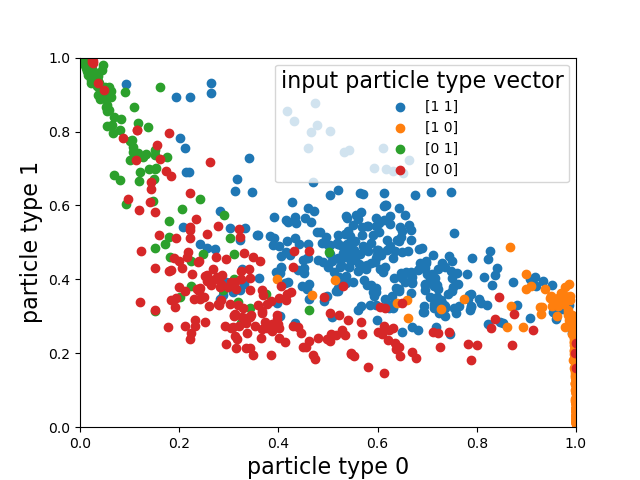 input particle type vector
[1 1]
[1 0]
[0 1]
[0 0]
1.0
0.8
0.6
0.4
0.2
0.0
particle type 1
0.0 0.2 0.4 0.6 0.8 1.0
particle type 0